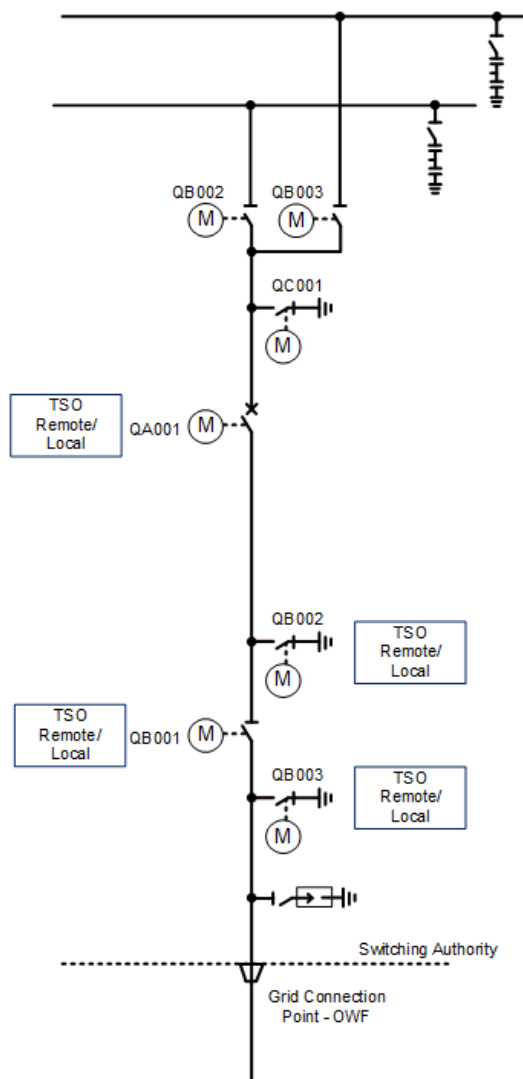 QB002
QB003
M
M
QC001
M
TSO
Remote/
Local
QA001
M
QB002
M
TSO
Remote/
Local
TSO
Remote/
Local
QB001
M
QB003
M
TSO
Remote/
Local
Switching Authority
Grid Connection
Point - OWF